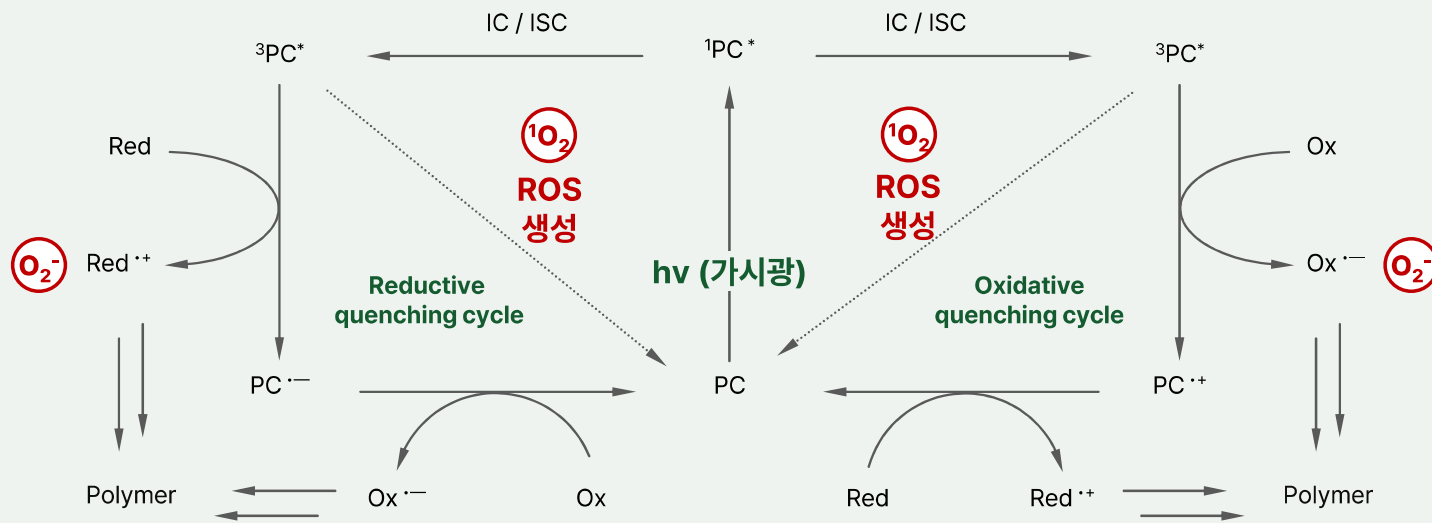 IC / ISC
IC / ISC
³PC*
¹PC*
³PC*
¹O₂
ROS
생성
¹O₂
ROS
생성
Red
Ox
O₂⁻
Red·⁺
hv (가시광)
Ox·⁻
O₂⁻
Reductive
quenching cycle
Oxidative
quenching cycle
PC·⁻
PC
PC·⁺
Polymer
Ox·⁻
Ox
Red
Red·⁺
Polymer